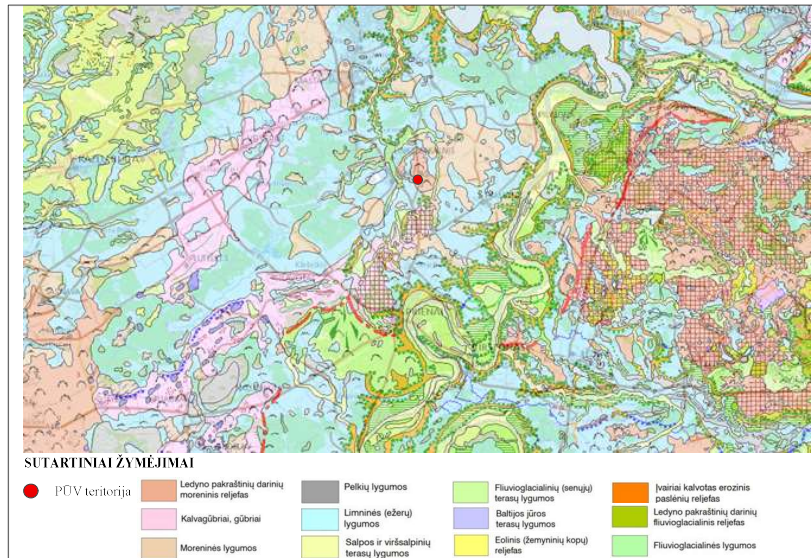 PRIENAI
SUTARTINIAI ŽYMĖJIMAI
PŪV teritorija
Ledyno pakraštinių darinių
moreninis reljefas
Kalvagūbriai, gūbriai
Moreninės lygumos
Pelkių lygumos
Limninės (ežerų)
lygumos
Salpos ir viršsalpinių
terasų lygumos
Fliuvioglacialinių (senųjų)
terasų lygumos
Baltijos jūros
terasų lygumos
Eolinis (žemyninių kopų)
reljefas
Įvairiai kalvotas erozinis
paslėnių reljefas
Ledyno pakraštinių darinių
fliuvioglacialinis reljefas
Fliuvioglacialinės lygumos